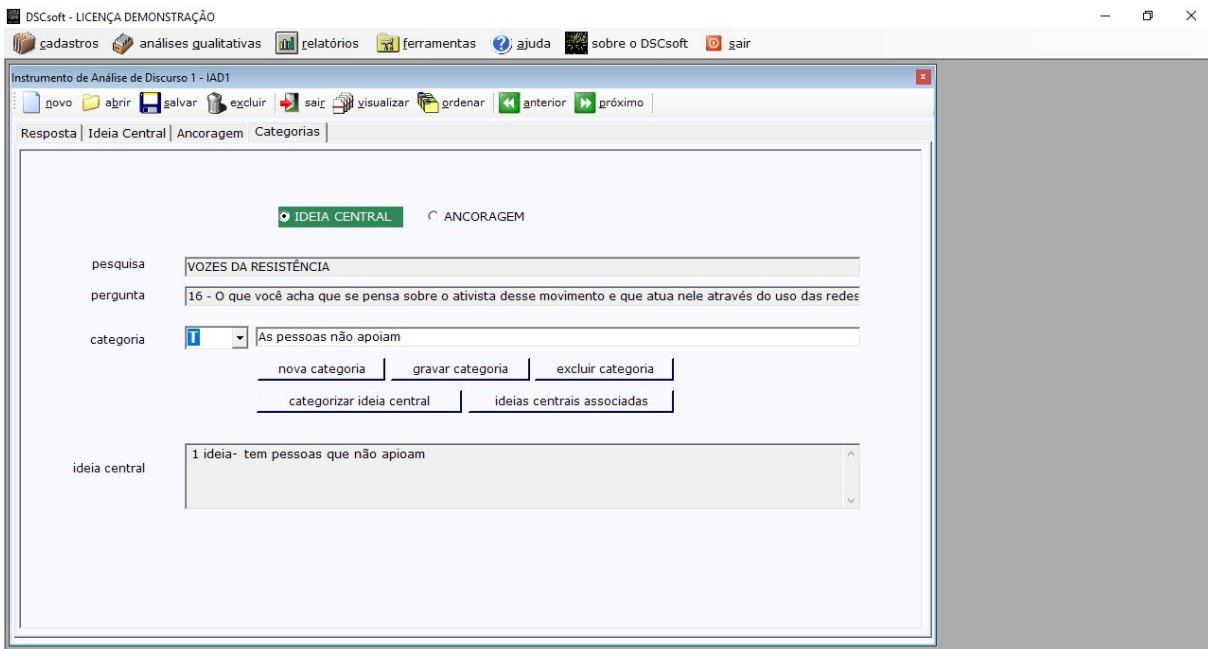 DSCsoft - LICENÇA DEMONSTRAÇÃO
cadastros análises qualitativas relatórios ferramentas ajuda sobre o DSCsoft sair
Instrumento de Análise de Discurso 1 - IAD1
novo abrir salvar excluir sair visualizar ordenar anterior próximo
Resposta Ideia Central Ancoragem Categorias
IDEIA CENTRAL ANCORAGEM
pesquisa VOZES DA RESISTÊNCIA
pergunta 16 - O que você acha que se pensa sobre o ativista desse movimento e que atua nele através do uso das redes
categoria T As pessoas não apoiam
nova categoria gravar categoria excluir categoria
categorizar ideia central ideias centrais associadas
ideia central 1 ideia- tem pessoas que não apioam